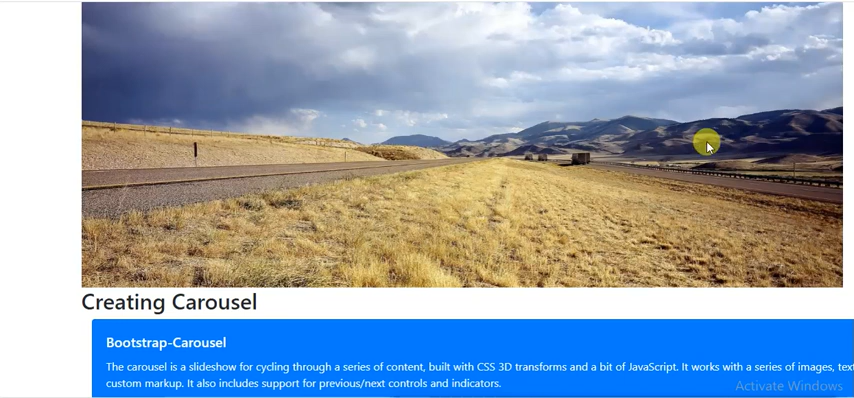 Creating Carousel
Bootstrap-Carousel
The carousel is a slideshow for cycling through a series of content, built with CSS 3D transforms and a bit of JavaScript. It works with a series of images, text
custom markup. It also includes support for previous/next controls and indicators.
Activate Windows